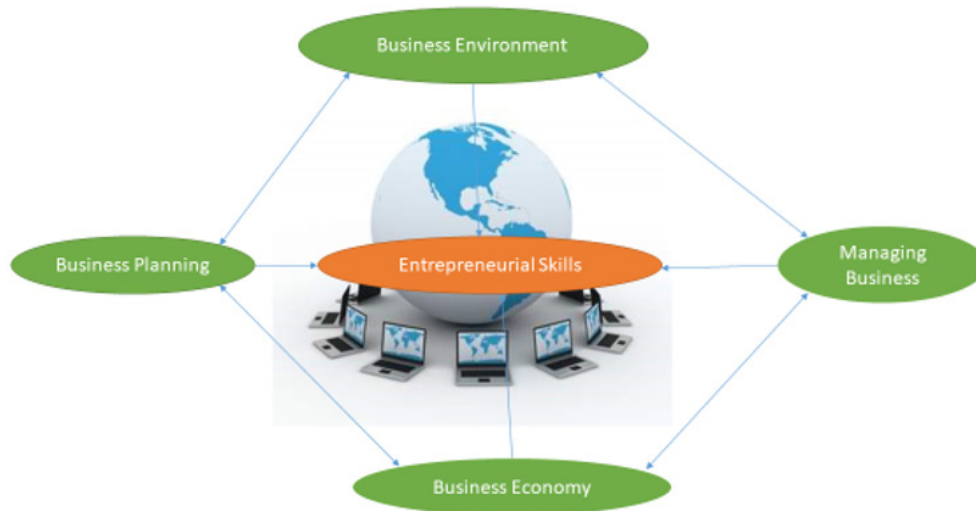 Business Environment
Business Planning
Entrepreneurial Skills
Managing
Business
Business Economy